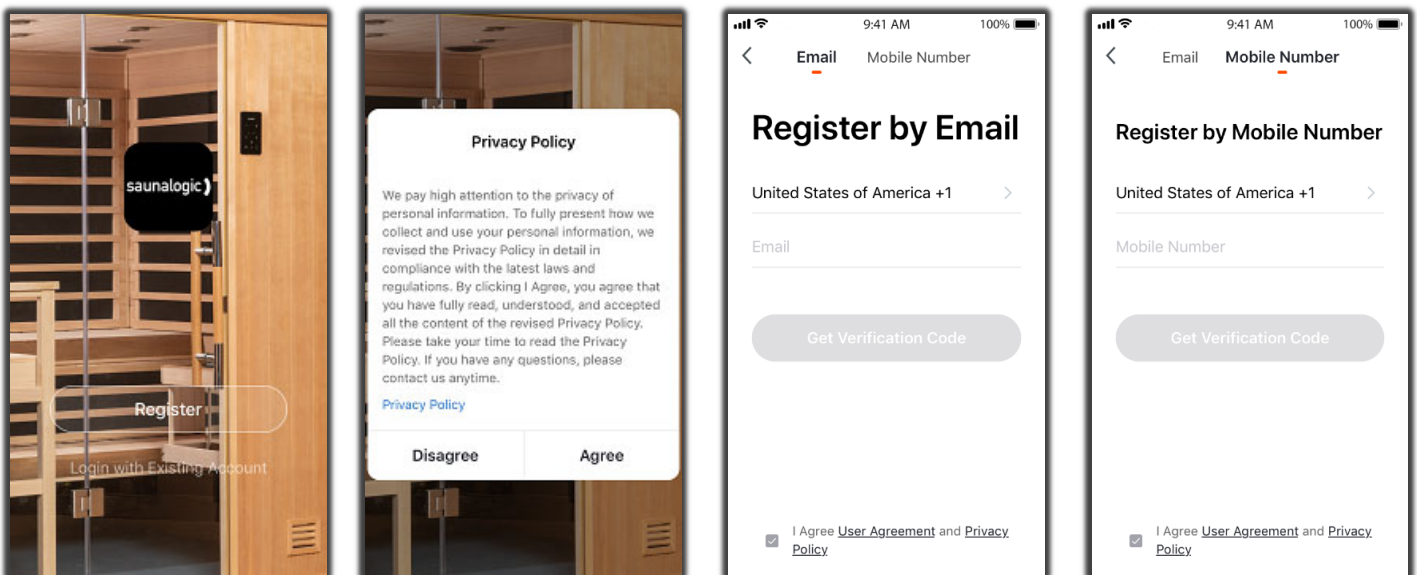 saunalogic
Register
Login with Existing Account
Privacy Policy
We pay high attention to the privacy of
personal information. To fully present how we
collect and use your personal information, we
revised the Privacy Policy in detail in
compliance with the latest laws and
regulations. By clicking I Agree, you agree that
you have fully read, understood, and accepted
all the content of the revised Privacy Policy.
Please take your time to read the Privacy
Policy. If you have any questions, please
contact us anytime.
Privacy Policy
Disagree Agree
9:41 AM 100%
Email Mobile Number
Register by Email
United States of America +1
Email
Get Verification Code
I Agree User Agreement and Privacy
Policy
9:41 AM 100%
Email Mobile Number
Register by Mobile Number
United States of America +1
Mobile Number
Get Verification Code
I Agree User Agreement and Privacy
Policy